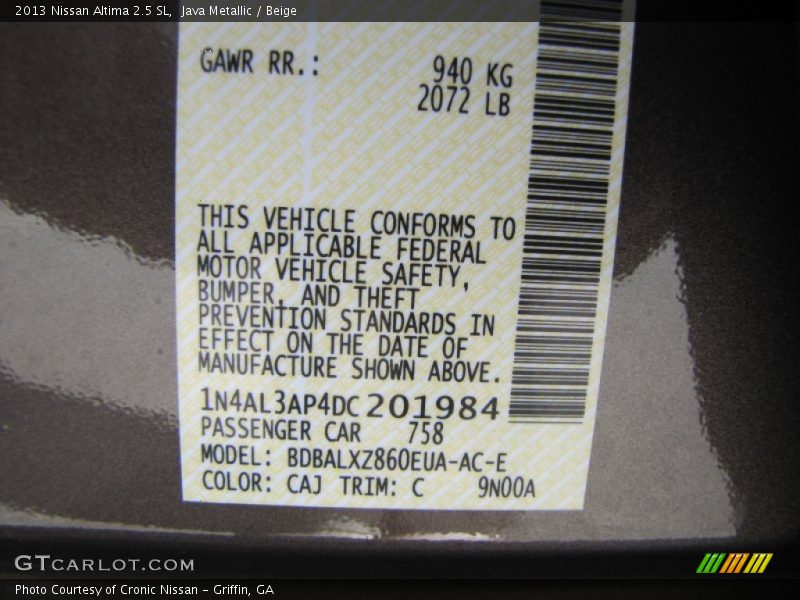 2013 Nissan Altima 2.5 SL,  Java Metallic / Beige
GAWR RR.: 940 KG
2072 LB
THIS VEHICLE CONFORMS TO
ALL APPLICABLE FEDERAL
MOTOR VEHICLE SAFETY,
BUMPER, AND THEFT
PREVENTION STANDARDS IN
EFFECT ON THE DATE OF
MANUFACTURE SHOWN ABOVE.
1N4AL3AP4DC201984
PASSENGER CAR 758
MODEL: BDBALXZ860EUA-AC-E
COLOR: CAJ TRIM: C 9N00A
GTCARLOT.COM
Photo Courtesy of Cronic Nissan - Griffin, GA